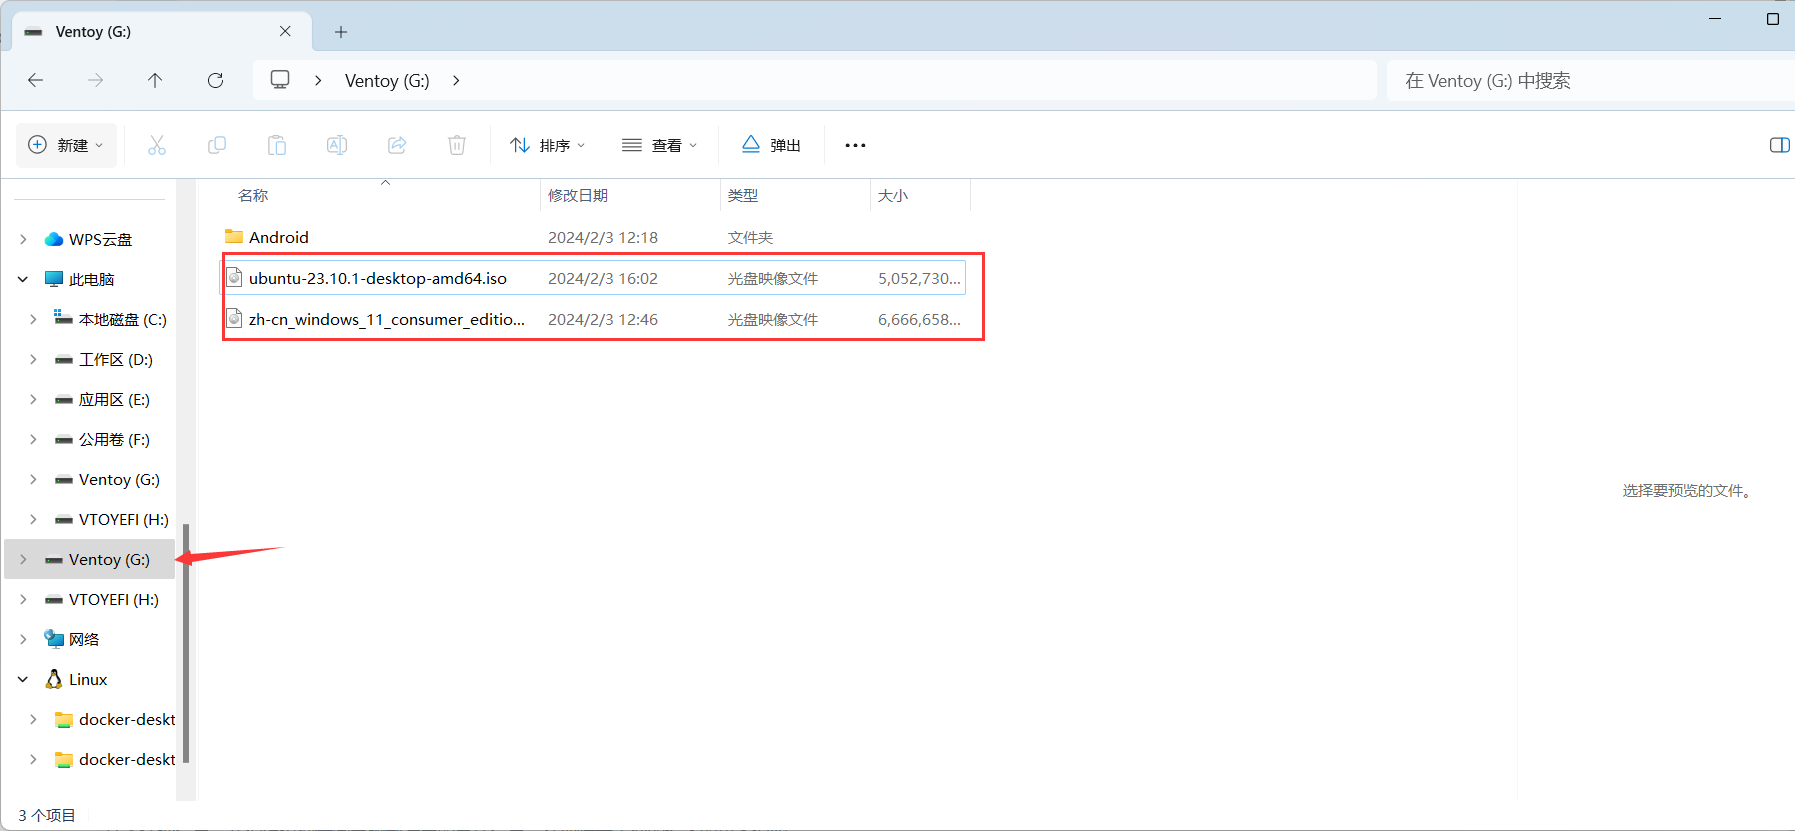 Ventoy (G:)
Ventoy (G:)
在 Ventoy (G:) 中搜索
新建
排序
查看
弹出
名称 修改日期 类型 大小
Android 2024/2/3 12:18 文件夹
ubuntu-23.10.1-desktop-amd64.iso 2024/2/3 16:02 光盘映像文件 5,052,730...
zh-cn_windows_11_consumer_editio... 2024/2/3 12:46 光盘映像文件 6,666,658...
WPS云盘
此电脑
本地磁盘 (C:)
工作区 (D:)
应用区 (E:)
公用卷 (F:)
Ventoy (G:)
VTOYEFI (H:)
Ventoy (G:)
VTOYEFI (H:)
网络
Linux
docker-deskt
docker-deskt
选择要预览的文件。
3 个项目